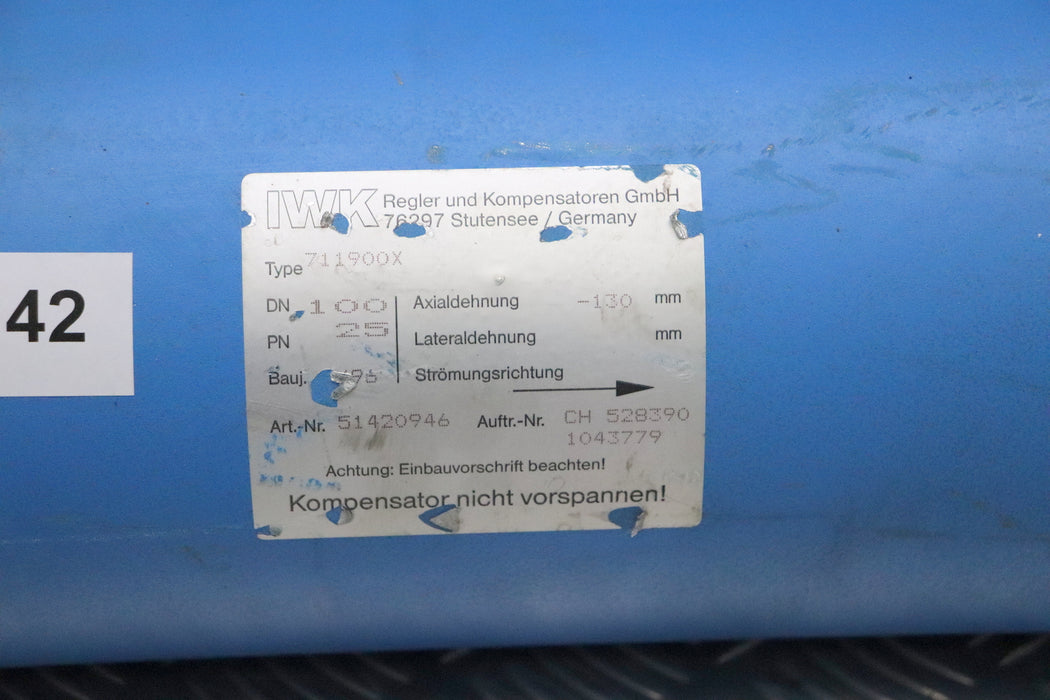 42
IWK Regler und Kompensatoren GmbH
76297 Stutensee / Germany
Type 711900X
DN 100 Axialdehnung -130 mm
PN 25 Lateraldehnung mm
Bauj. 96 Strömungsrichtung
Art.-Nr. 51420946 Auftr.-Nr. CH 528390
1043779
Achtung: Einbauvorschrift beachten!
Kompensator nicht vorspannen!